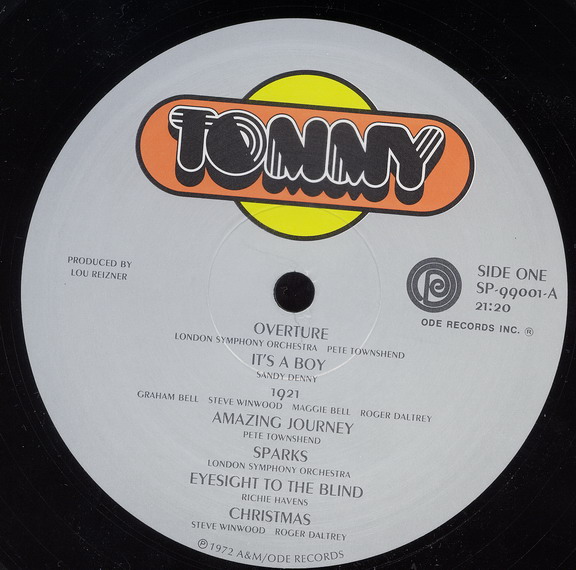 TOMMY
PRODUCED BY
LOU REIZNER
SIDE ONE
SP-99001-A
21:20
ODE RECORDS INC. ®
OVERTURE
LONDON SYMPHONY ORCHESTRA PETE TOWNSHEND
IT'S A BOY
SANDY DENNY
1921
GRAHAM BELL STEVE WINWOOD MAGGIE BELL ROGER DALTREY
AMAZING JOURNEY
PETE TOWNSHEND
SPARKS
LONDON SYMPHONY ORCHESTRA
EYESIGHT TO THE BLIND
RICHIE HAVENS
CHRISTMAS
STEVE WINWOOD ROGER DALTREY
℗ 1972 A&M/ODE RECORDS